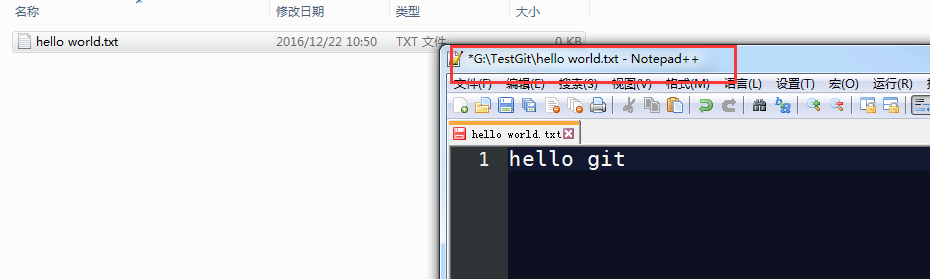 名称 修改日期 类型 大小
hello world.txt 2016/12/22 10:50 TXT 文件 0 KB
*G:\TestGit\hello world.txt - Notepad++
文件(F) 编辑(E) 搜索(S) 视图(V) 格式(M) 语言(L) 设置(T) 宏(O) 运行(R)
hello world.txt
1 hello git